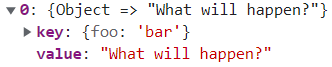 ▼0: {Object => "What will happen?"}
▶ key: {foo: 'bar'}
value: "What will happen?"